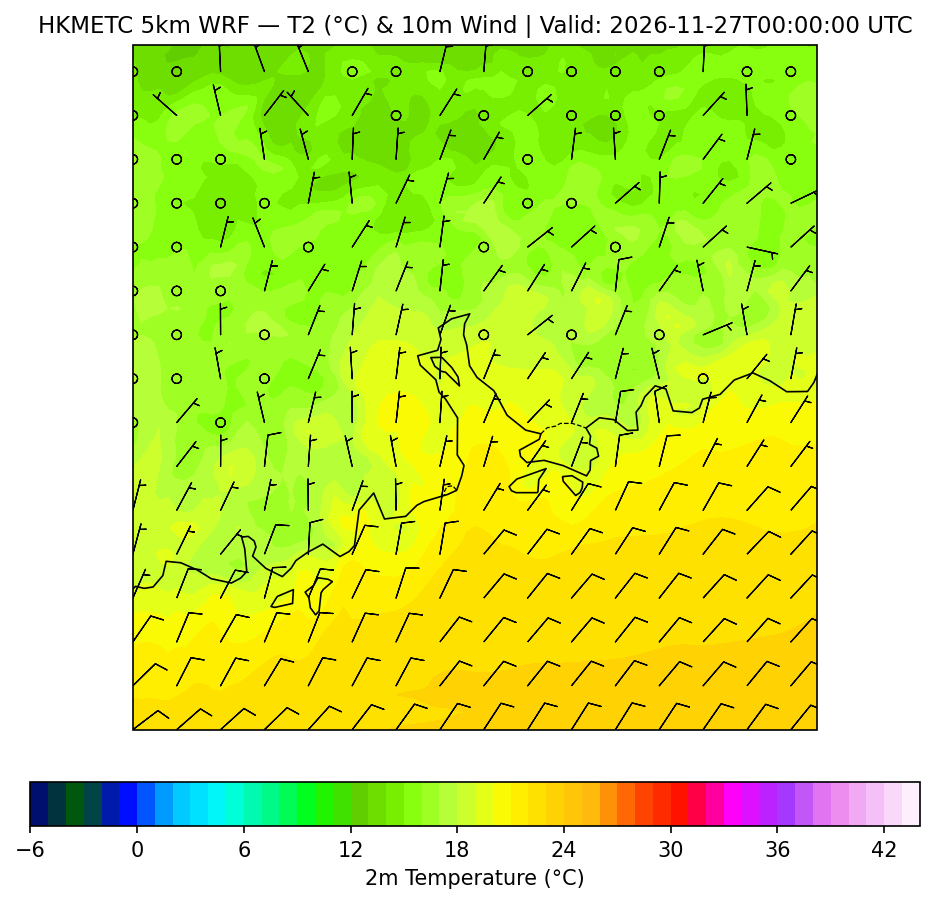 HKMETC 5km WRF — T2 (°C) & 10m Wind | Valid: 2026-11-27T00:00:00 UTC
−6 0 6 12 18 24 30 36 42
2m Temperature (°C)